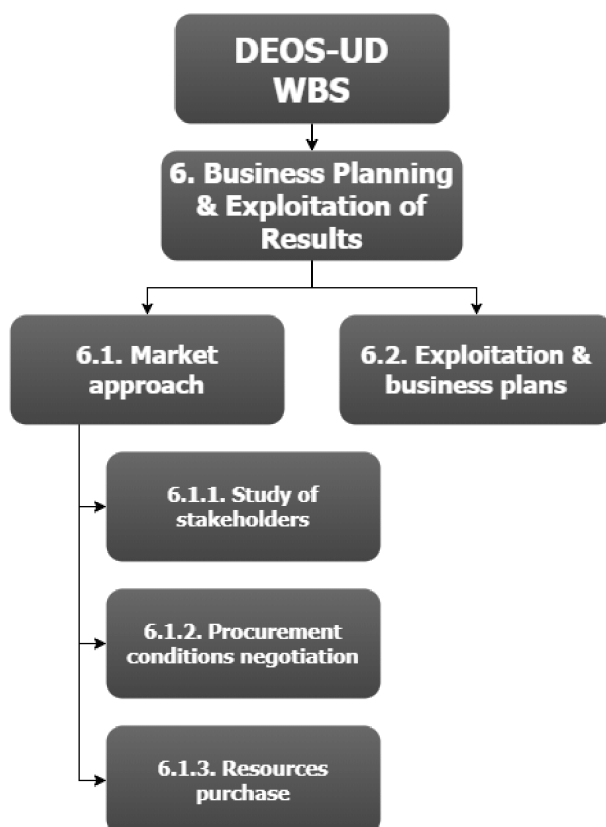 DEOS-UD
WBS
6. Business Planning
& Exploitation of
Results
6.1. Market
approach
6.2. Exploitation &
business plans
6.1.1. Study of
stakeholders
6.1.2. Procurement
conditions negotiation
6.1.3. Resources
purchase